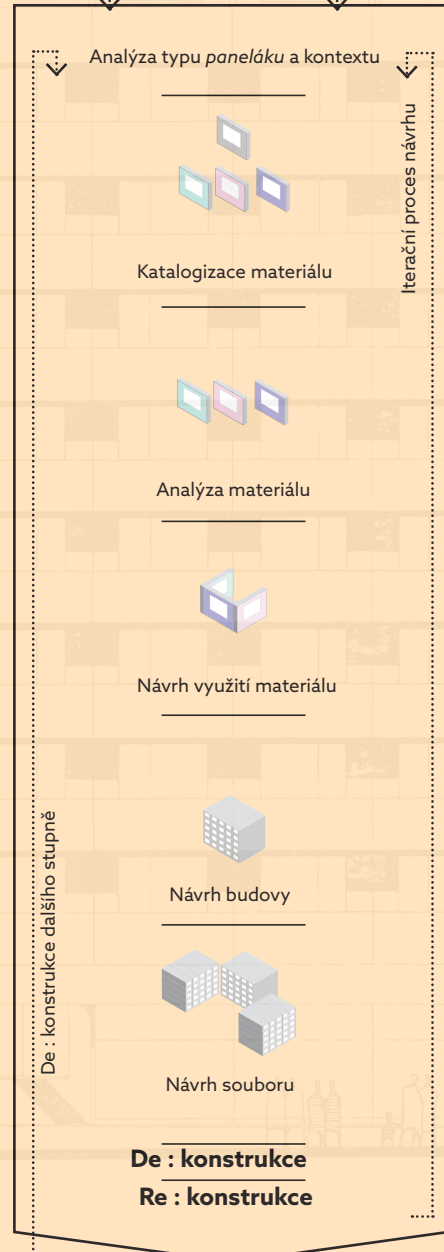 Analýza typu paneláku a kontextu
Iterační proces návrhu
Katalogizace materiálu
Analýza materiálu
Návrh využití materiálu
De : konstrukce dalšího stupně
Návrh budovy
Návrh souboru
De : konstrukce
Re : konstrukce